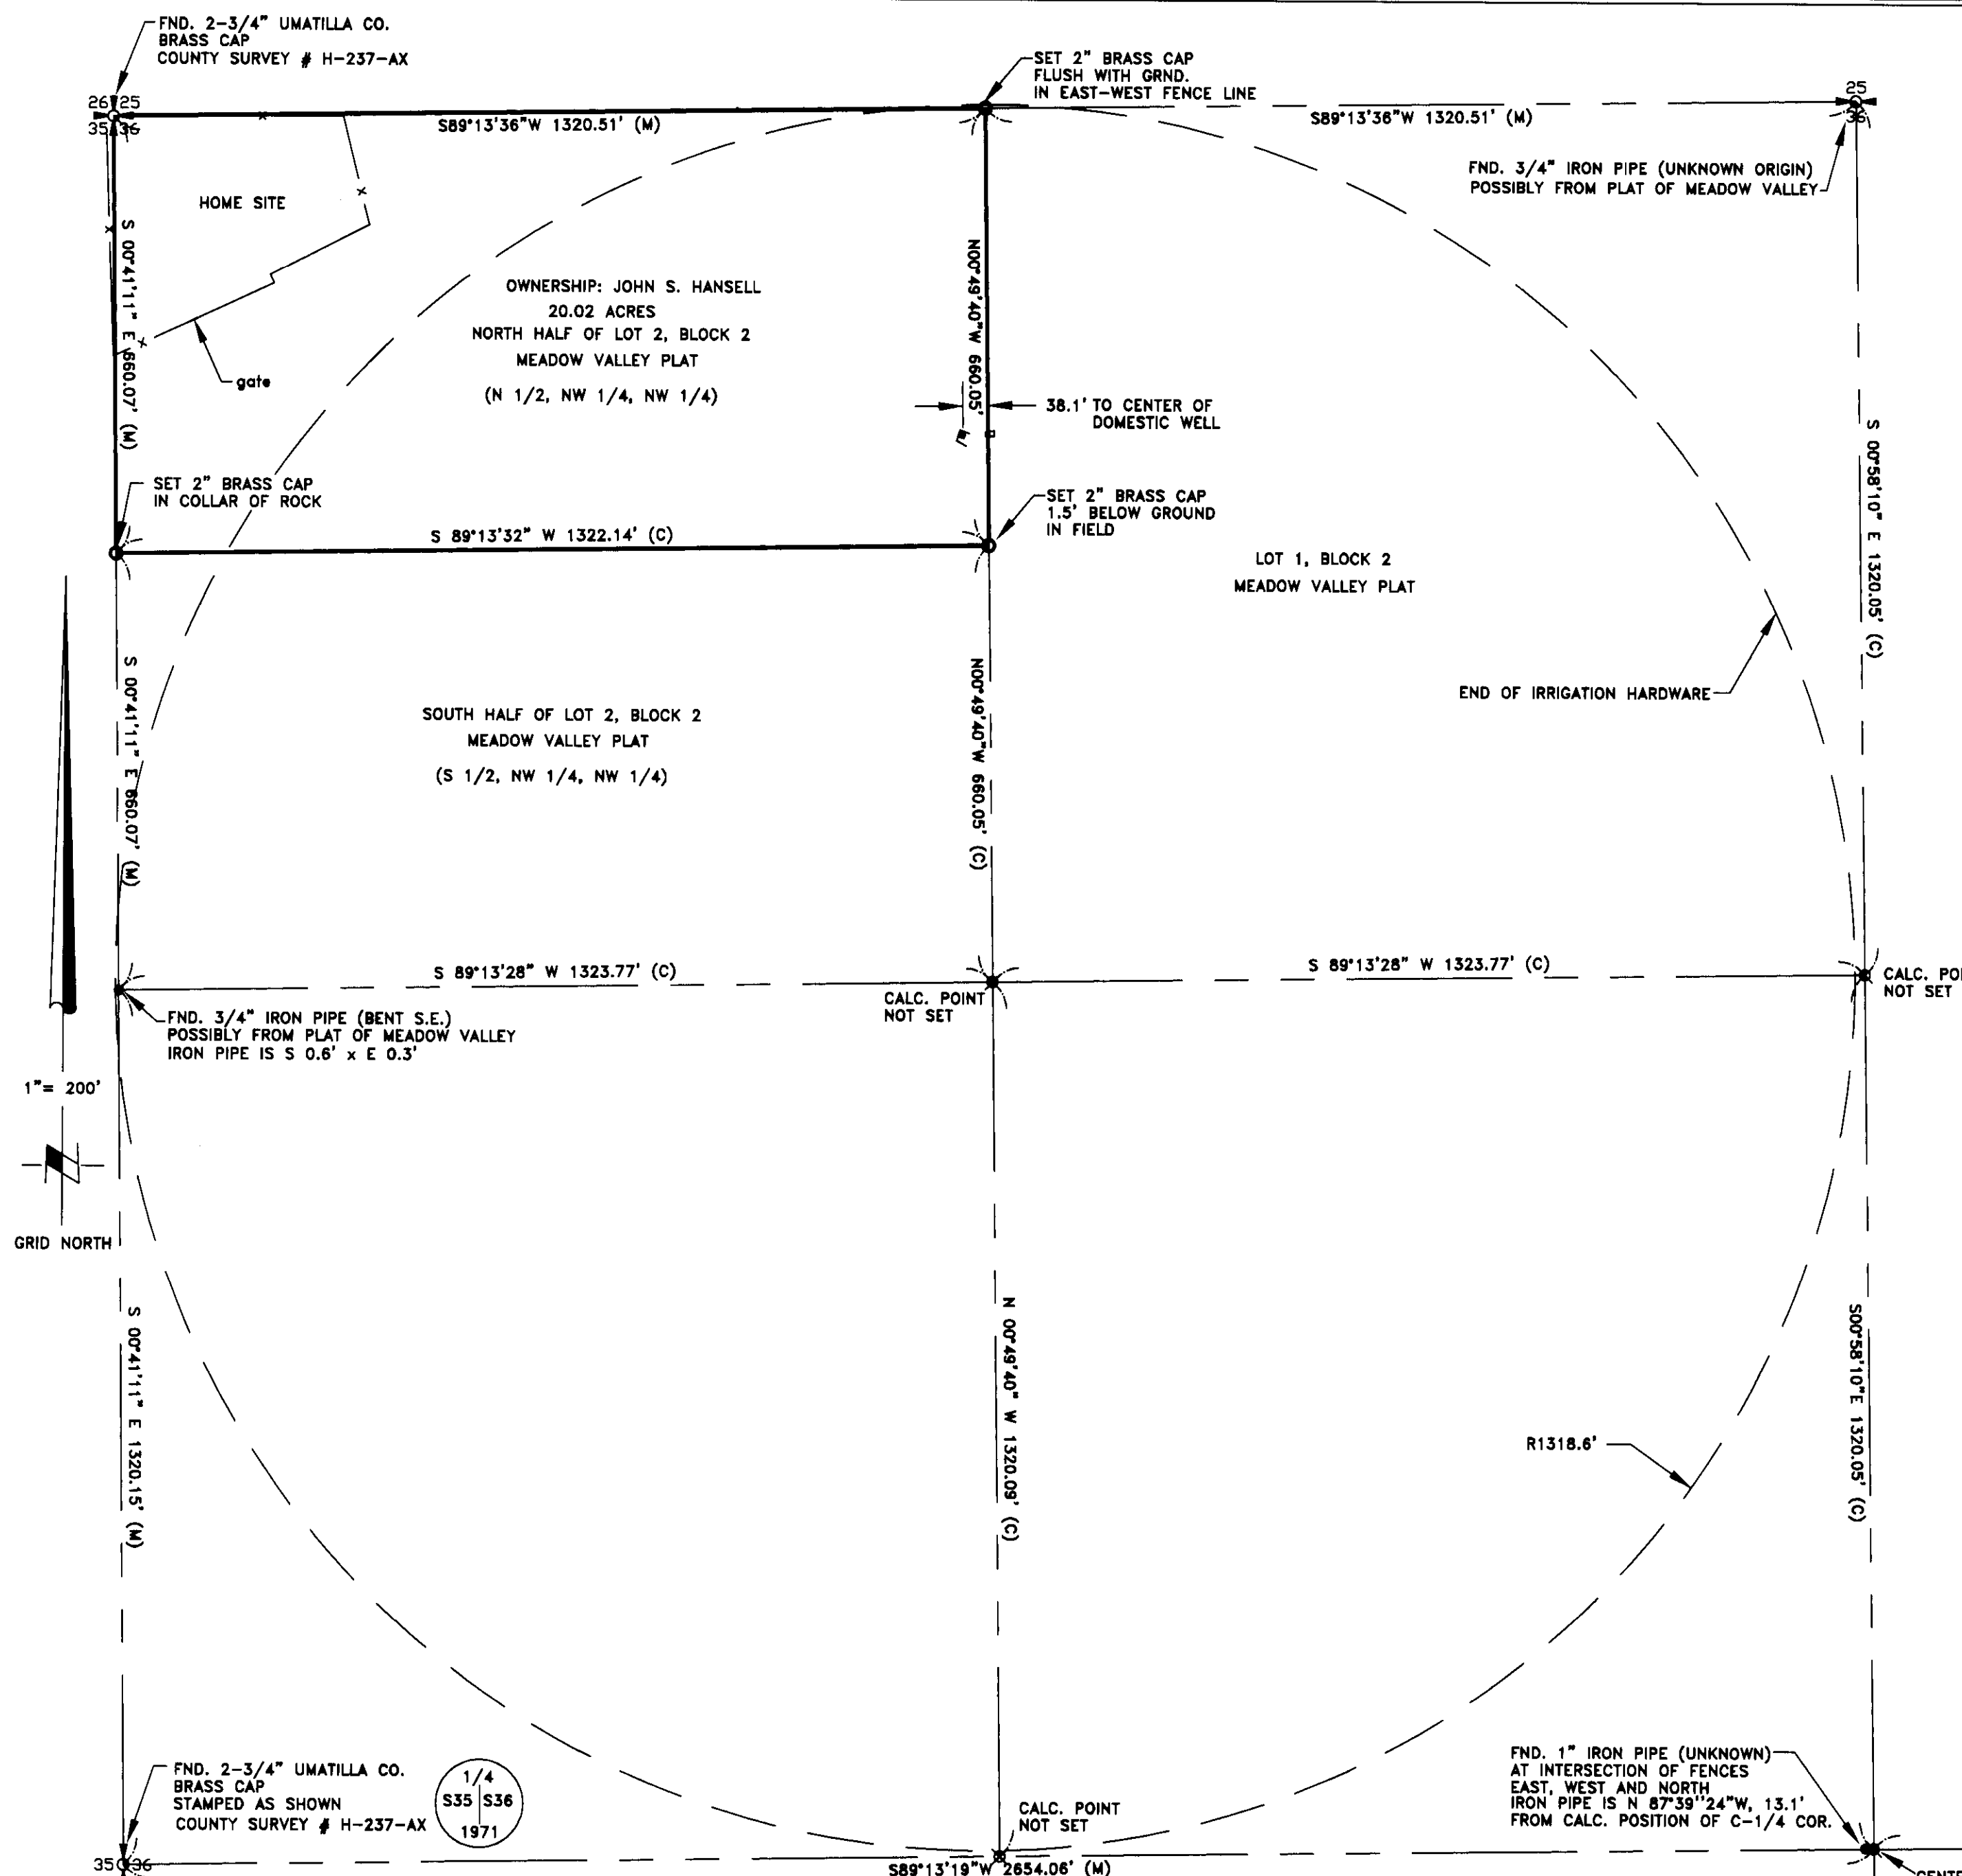 FND. 2-3/4" UMATILLA CO.
BRASS CAP
COUNTY SURVEY # H-237-AX
SET 2" BRASS CAP
FLUSH WITH GRND.
IN EAST-WEST FENCE LINE
26 25
35 36
25
36
S89°13'36"W 1320.51' (M)
S89°13'36"W 1320.51' (M)
FND. 3/4" IRON PIPE (UNKNOWN ORIGIN)
POSSIBLY FROM PLAT OF MEADOW VALLEY
HOME SITE
S 00°41'11" E 660.07' (M)
OWNERSHIP: JOHN S. HANSELL
20.02 ACRES
NORTH HALF OF LOT 2, BLOCK 2
MEADOW VALLEY PLAT
(N 1/2, NW 1/4, NW 1/4)
N00°49'40"W 660.05'
gate
38.1' TO CENTER OF
DOMESTIC WELL
W
S 00°58'10" E 1320.05' (C)
SET 2" BRASS CAP
IN COLLAR OF ROCK
SET 2" BRASS CAP
1.5' BELOW GROUND
IN FIELD
S 89°13'32" W 1322.14' (C)
LOT 1, BLOCK 2
MEADOW VALLEY PLAT
END OF IRRIGATION HARDWARE
S 00°41'11" E 660.07' (M)
SOUTH HALF OF LOT 2, BLOCK 2
MEADOW VALLEY PLAT
(S 1/2, NW 1/4, NW 1/4)
N00°49'40"W 660.05' (C)
S 89°13'28" W 1323.77' (C)
S 89°13'28" W 1323.77' (C)
CALC. POINT
NOT SET
CALC. PO
NOT SET
FND. 3/4" IRON PIPE (BENT S.E.)
POSSIBLY FROM PLAT OF MEADOW VALLEY
IRON PIPE IS S 0.6' x E 0.3'
1"= 200'
GRID NORTH
S 00°41'11" E 1320.15' (M)
N 00°49'40" W 1320.09' (C)
S00°58'10"E 1320.05' (C)
R1318.6'
FND. 2-3/4" UMATILLA CO.
BRASS CAP
STAMPED AS SHOWN
COUNTY SURVEY # H-237-AX
1/4
S35 S36
1971
CALC. POINT
NOT SET
FND. 1" IRON PIPE (UNKNOWN)
AT INTERSECTION OF FENCES
EAST, WEST AND NORTH
IRON PIPE IS N 87°39''24"W, 13.1'
FROM CALC. POSITION OF C-1/4 COR.
35 36
S89°13'19"W 2654.06' (M)
CENTE